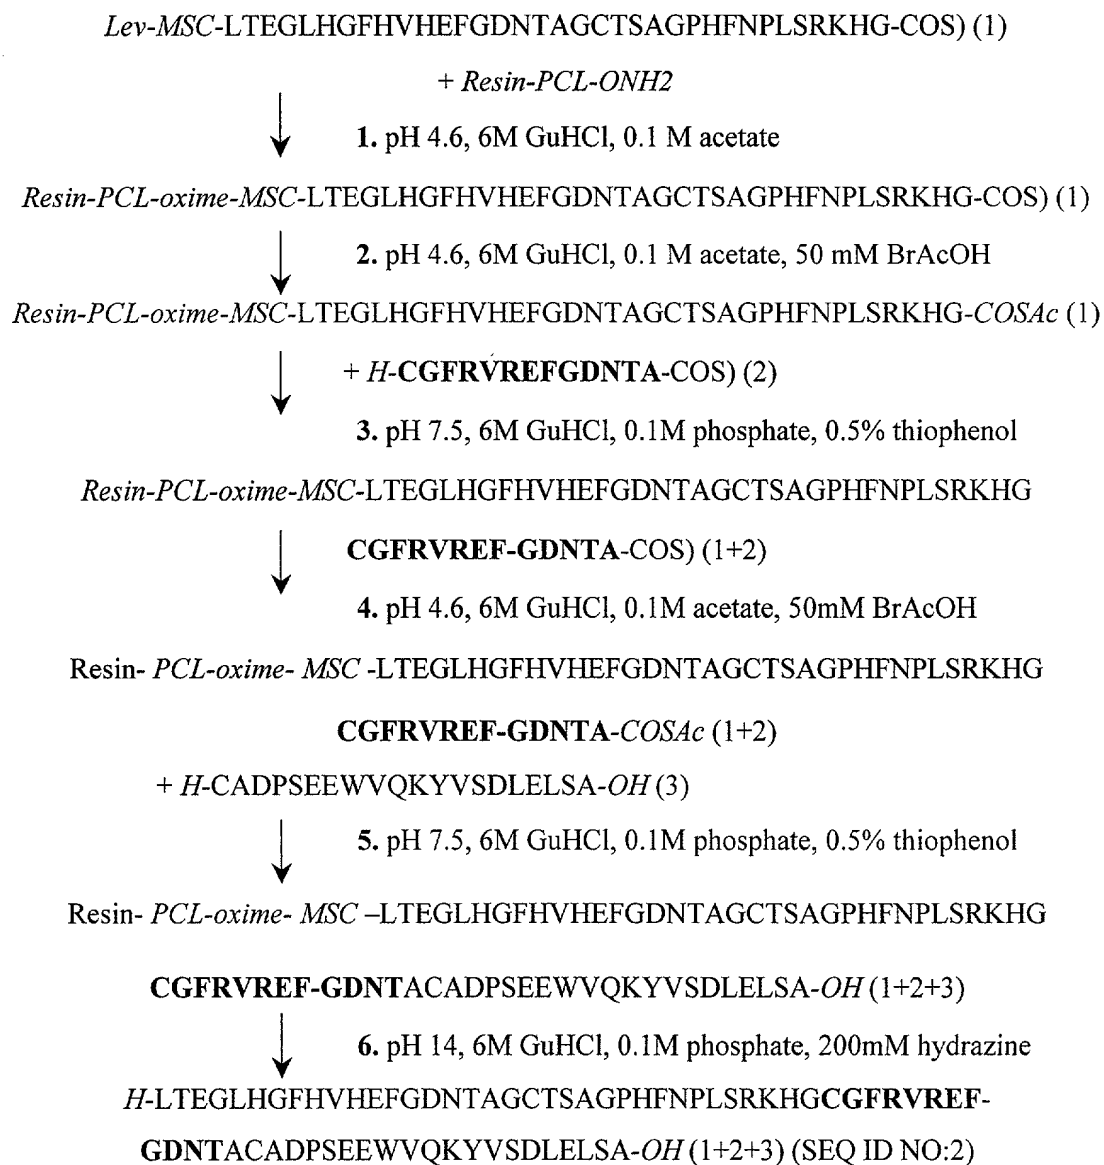 Lev-MSC-LTEGLHGFHVHEFGDNTAGCTSAGPHFNPLSRKHG-COS) (1)
+ Resin-PCL-ONH2
1. pH 4.6, 6M GuHCl, 0.1 M acetate
Resin-PCL-oxime-MSC-LTEGLHGFHVHEFGDNTAGCTSAGPHFNPLSRKHG-COS) (1)
2. pH 4.6, 6M GuHCl, 0.1 M acetate, 50 mM BrAcOH
Resin-PCL-oxime-MSC-LTEGLHGFHVHEFGDNTAGCTSAGPHFNPLSRKHG-COSAc (1)
+ H-CGFRVREFGDNTA-COS) (2)
3. pH 7.5, 6M GuHCl, 0.1M phosphate, 0.5% thiophenol
Resin-PCL-oxime-MSC-LTEGLHGFHVHEFGDNTAGCTSAGPHFNPLSRKHG
CGFRVREF-GDNTA-COS) (1+2)
4. pH 4.6, 6M GuHCl, 0.1M acetate, 50mM BrAcOH
Resin- PCL-oxime- MSC -LTEGLHGFHVHEFGDNTAGCTSAGPHFNPLSRKHG
CGFRVREF-GDNTA-COSAc (1+2)
+ H-CADPSEEWVQKYVSDLELSA-OH (3)
5. pH 7.5, 6M GuHCl, 0.1M phosphate, 0.5% thiophenol
Resin- PCL-oxime- MSC –LTEGLHGFHVHEFGDNTAGCTSAGPHFNPLSRKHG
CGFRVREF-GDNTACADPSEEWVQKYVSDLELSA-OH (1+2+3)
6. pH 14, 6M GuHCl, 0.1M phosphate, 200mM hydrazine
H-LTEGLHGFHVHEFGDNTAGCTSAGPHFNPLSRKHGCGFRVREF-
GDNTACADPSEEWVQKYVSDLELSA-OH (1+2+3) (SEQ ID NO:2)